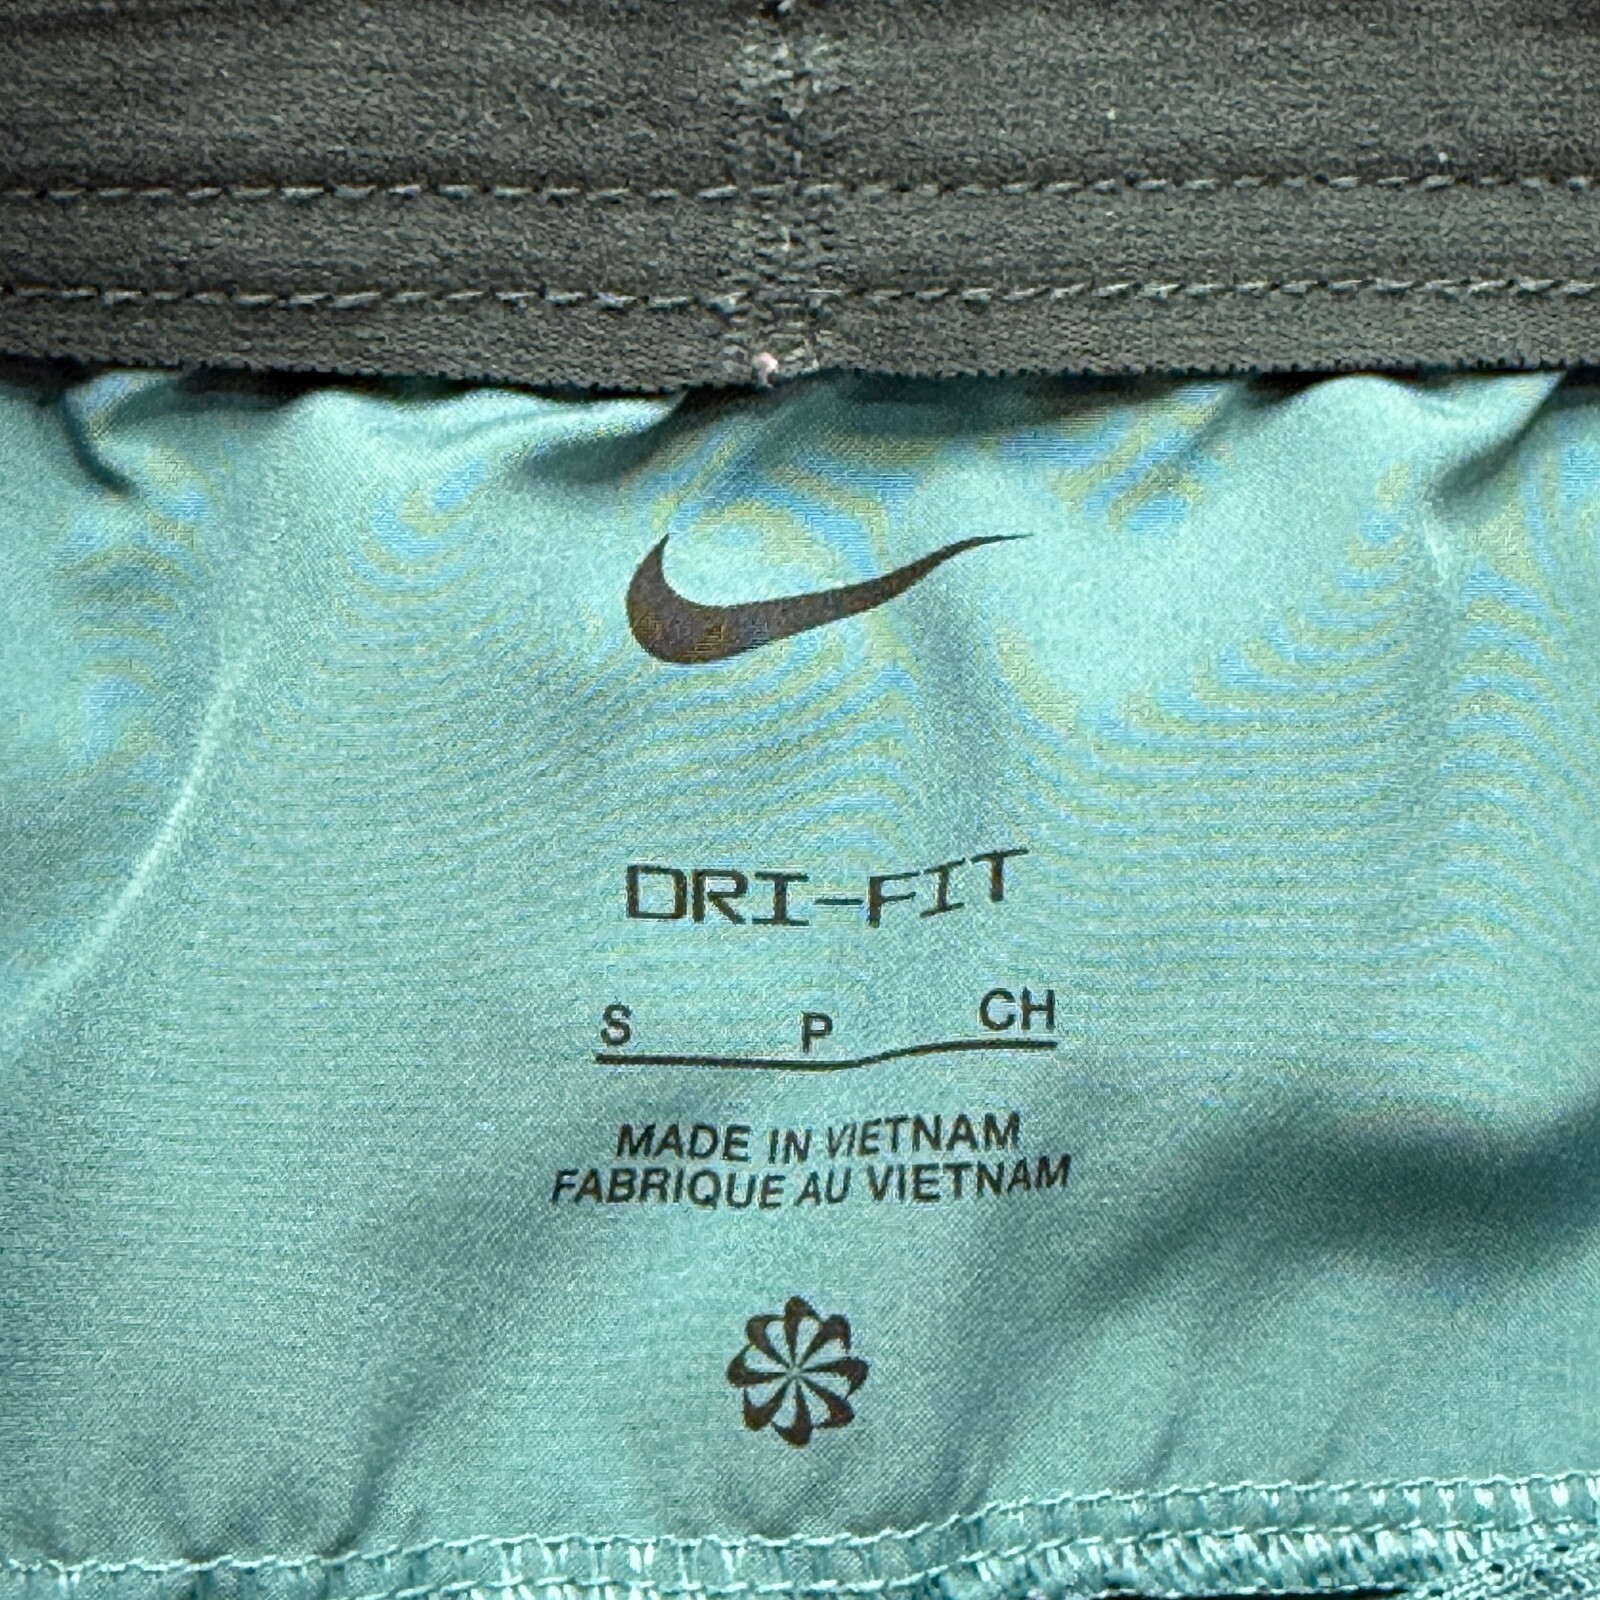 DRI-FIT
S P CH
MADE IN VIETNAM
FABRIQUE AU VIETNAM